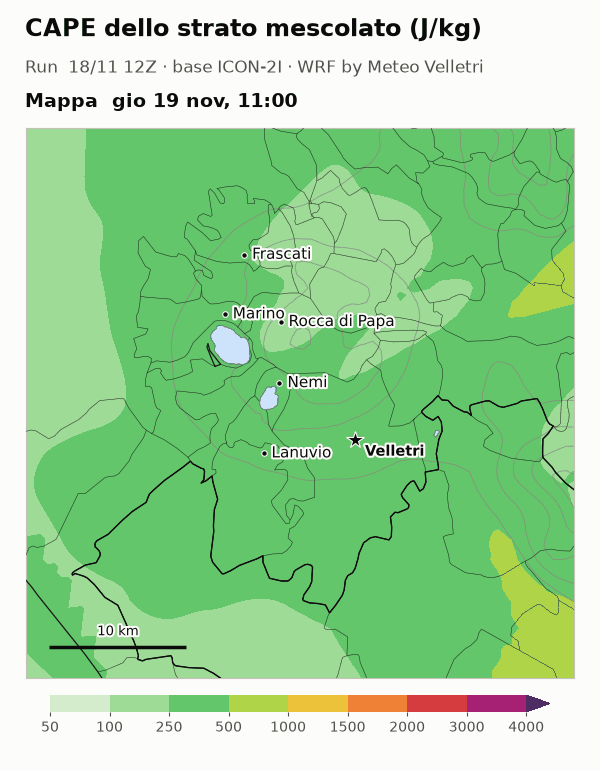 CAPE dello strato mescolato (J/kg)
Run  18/11 12Z · base ICON-2I · WRF by Meteo Velletri
Mappa  gio 19 nov, 11:00
Frascati
Marino
Rocca di Papa
Nemi
Velletri
Lanuvio
10 km
50 100 250 500 1000 1500 2000 3000 4000